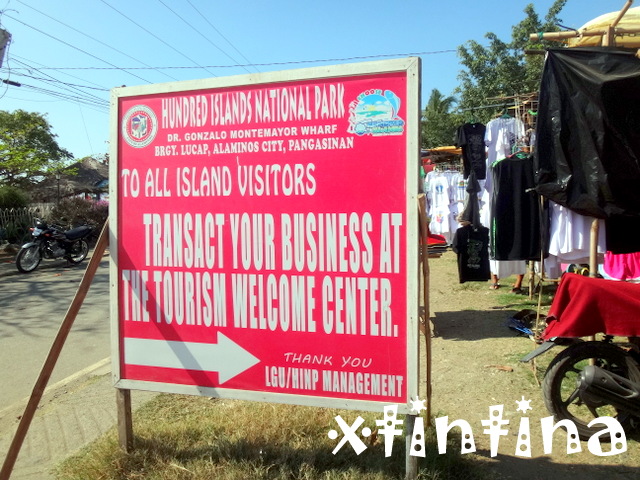 HUNDRED ISLANDS NATIONAL PARK
DR. GONZALO MONTEMAYOR WHARF
BRGY. LUCAP, ALAMINOS CITY, PANGASINAN
TO ALL ISLAND VISITORS
TRANSACT YOUR BUSINESS AT
THE TOURISM WELCOME CENTER.
THANK YOU
LGU/HINP MANAGEMENT
xtintina